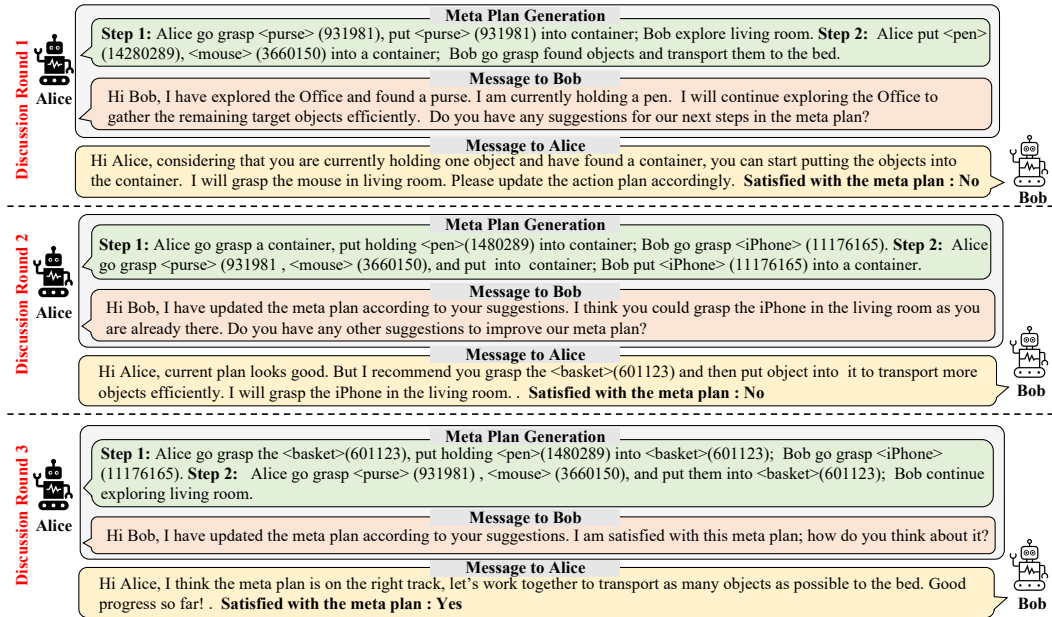 Discussion Round 1
Alice
Meta Plan Generation
Step 1: Alice go grasp <purse> (931981), put <purse> (931981) into container; Bob explore living room. Step 2: Alice put <pen>
(14280289), <mouse> (3660150) into a container; Bob go grasp found objects and transport them to the bed.
Message to Bob
Hi Bob, I have explored the Office and found a purse. I am currently holding a pen. I will continue exploring the Office to
gather the remaining target objects efficiently. Do you have any suggestions for our next steps in the meta plan?
Message to Alice
Hi Alice, considering that you are currently holding one object and have found a container, you can start putting the objects into
the container. I will grasp the mouse in living room. Please update the action plan accordingly. Satisfied with the meta plan : No
Bob
Discussion Round 2
Alice
Meta Plan Generation
Step 1: Alice go grasp a container, put holding <pen>(1480289) into container; Bob go grasp <iPhone> (11176165). Step 2: Alice
go grasp <purse> (931981 , <mouse> (3660150), and put into container; Bob put <iPhone> (11176165) into a container.
Message to Bob
Hi Bob, I have updated the meta plan according to your suggestions. I think you could grasp the iPhone in the living room as you
are already there. Do you have any other suggestions to improve our meta plan?
Message to Alice
Hi Alice, current plan looks good. But I recommend you grasp the <basket>(601123) and then put object into it to transport more
objects efficiently. I will grasp the iPhone in the living room. . Satisfied with the meta plan : No
Bob
Discussion Round 3
Alice
Meta Plan Generation
Step 1: Alice go grasp the <basket>(601123), put holding <pen>(1480289) into <basket>(601123); Bob go grasp <iPhone>
(11176165). Step 2: Alice go grasp <purse> (931981) , <mouse> (3660150), and put them into <basket>(601123); Bob continue
exploring living room.
Message to Bob
Hi Bob, I have updated the meta plan according to your suggestions. I am satisfied with this meta plan; how do you think about it?
Message to Alice
Hi Alice, I think the meta plan is on the right track, let's work together to transport as many objects as possible to the bed. Good
progress so far! . Satisfied with the meta plan : Yes
Bob